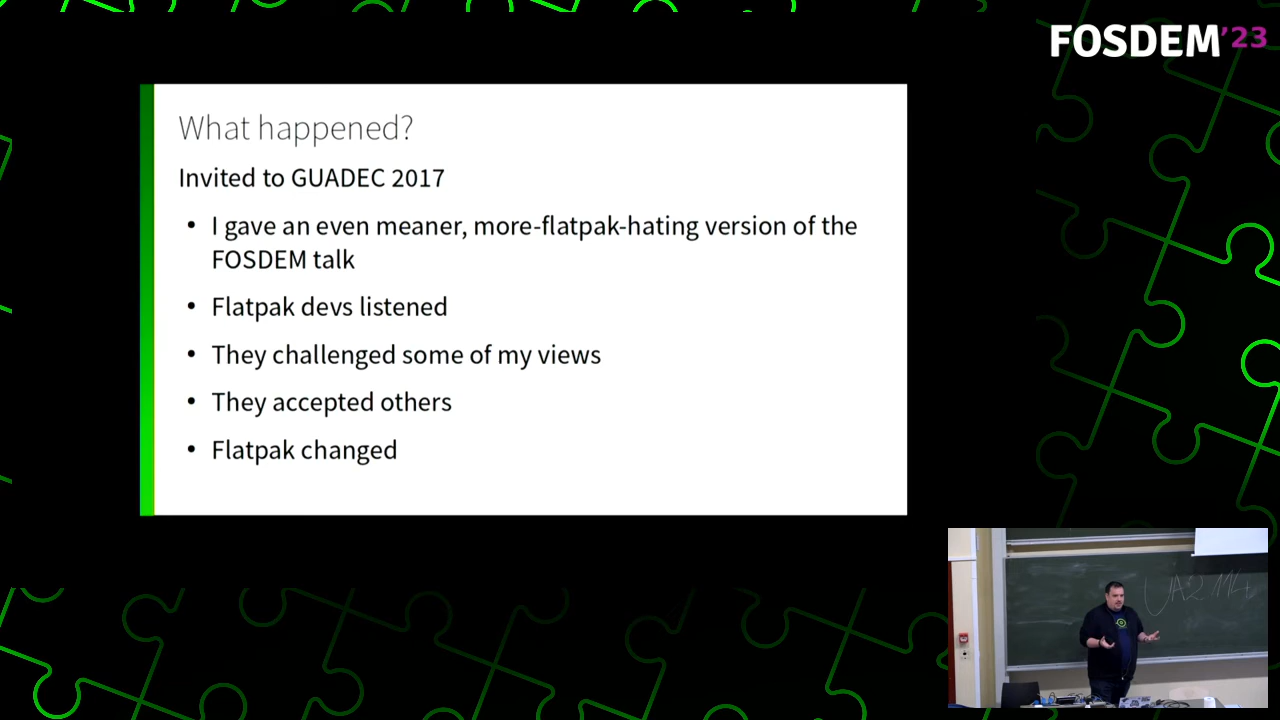 FOSDEM'23
What happened?
Invited to GUADEC 2017
• I gave an even meaner, more-flatpak-hating version of the
FOSDEM talk
• Flatpak devs listened
• They challenged some of my views
• They accepted others
• Flatpak changed